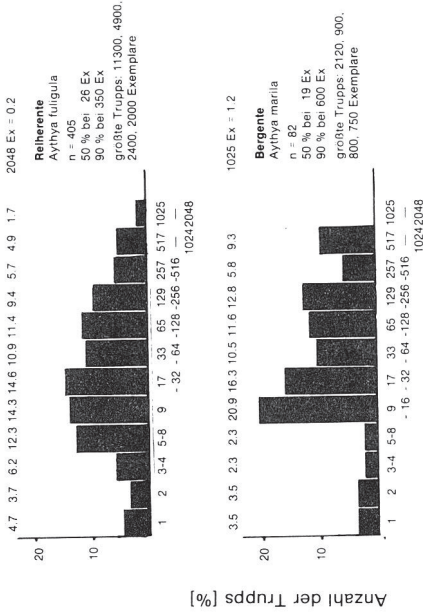 4.7 3.7 6.2 12.3 14.3 14.6 10.9 11.4 9.4 5.7 4.9 1.7 2048 Ex = 0.2
20
10
Reiherente
Aythya fuligula
n = 405
50 % bei 26 Ex
90 % bei 350 Ex
größte Trupps: 11300, 4900,
2400, 2000 Exemplare
1 2 3-4 5-8 9 17 33 65 129 257 517 1025
- 32 - 64 -128 -256 -516 — —
1024 2048
3.5 3.5 2.3 2.3 20.9 16.3 10.5 11.6 12.8 5.8 9.3 1025 Ex = 1.2
20
10
Bergente
Aythya marila
n = 82
50 % bei 19 Ex
90 % bei 600 Ex
größte Trupps: 2120, 900,
800, 750 Exemplare
1 2 3-4 5-8 9 17 33 65 129 257 517 1025
- 16 - 32 - 64 -128 -256 -516 — —
1024 2048
Anzahl der Trupps [%]